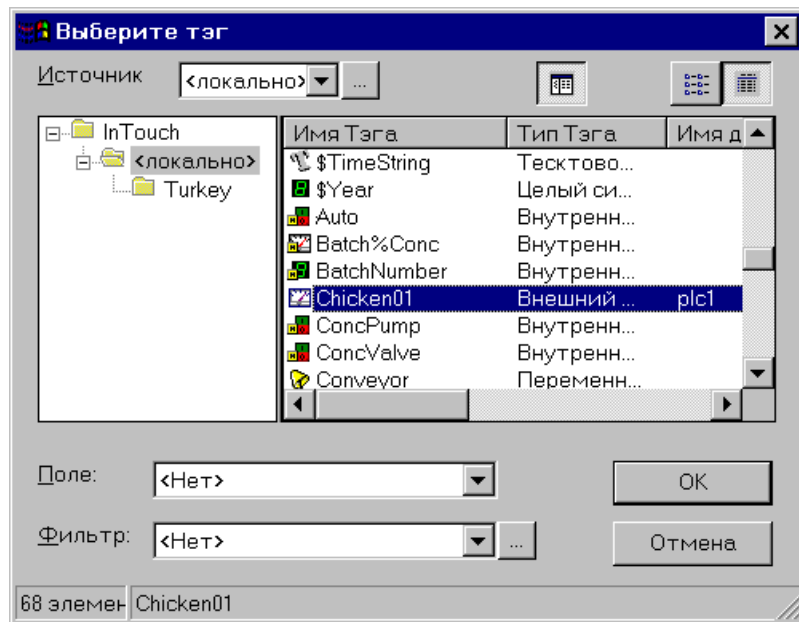 Выберите тэг
Источник <локально> ...
InTouch
<локально>
Turkey
Имя Тэга Тип Тэга Имя д
$TimeString Тесктово...
$Year Целый си...
Auto Внутренн...
Batch%Conc Внутренн...
BatchNumber Внутренн...
Chicken01 Внешний ... plc1
ConcPump Внутренн...
ConcValve Внутренн...
Conveyor Переменн...
Поле: <Нет> OK
Фильтр: <Нет> ... Отмена
68 элемен Chicken01